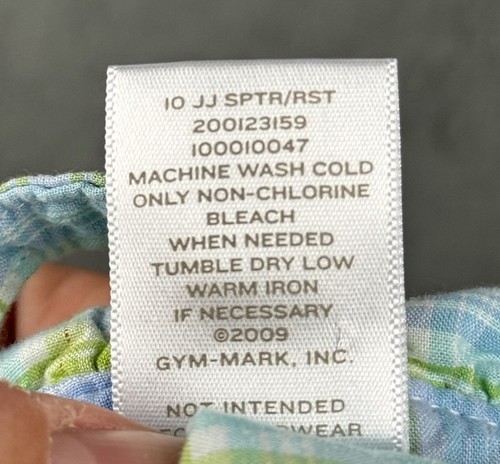 10 JJ SPTR/RST
200123159
100010047
MACHINE WASH COLD
ONLY NON-CHLORINE
BLEACH
WHEN NEEDED
TUMBLE DRY LOW
WARM IRON
IF NECESSARY
©2009
GYM-MARK, INC.
NOT INTENDED